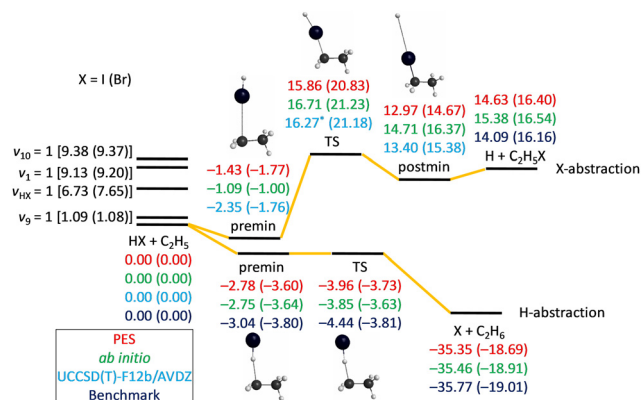 X = I (Br)
15.86 (20.83)
16.71 (21.23)
16.27* (21.18)
TS
12.97 (14.67)
14.71 (16.37)
13.40 (15.38)
postmin
14.63 (16.40)
15.38 (16.54)
14.09 (16.16)
H + C₂H₅X
X-abstraction
ν₁₀ = 1 [9.38 (9.37)]
ν₁ = 1 [9.13 (9.20)]
νHX = 1 [6.73 (7.65)]
ν₉ = 1 [1.09 (1.08)]
−1.43 (−1.77)
−1.09 (−1.00)
−2.35 (−1.76)
premin
HX + C₂H₅
0.00 (0.00)
0.00 (0.00)
0.00 (0.00)
0.00 (0.00)
premin
−2.78 (−3.60)
−2.75 (−3.64)
−3.04 (−3.80)
TS
−3.96 (−3.73)
−3.85 (−3.63)
−4.44 (−3.81)
H-abstraction
X + C₂H₆
−35.35 (−18.69)
−35.46 (−18.91)
−35.77 (−19.01)
PES
ab initio
UCCSD(T)-F12b/AVDZ
Benchmark